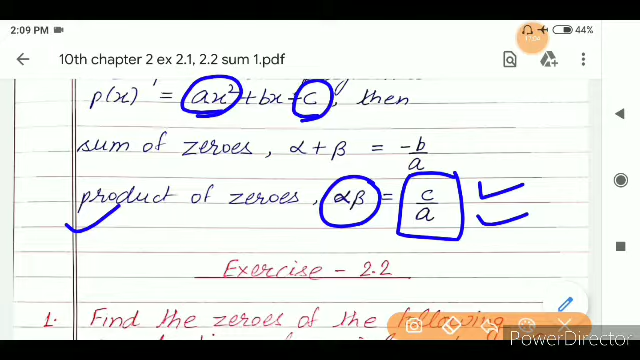 2:09 PM
44%
10th chapter 2 ex 2.1, 2.2 sum 1.pdf
p(x) = ax² + bx + c, then
sum of zeroes, α + β = -b/a
product of zeroes, αβ = c/a
Exercise - 2.2
1. Find the zeroes of the following
PowerDirector